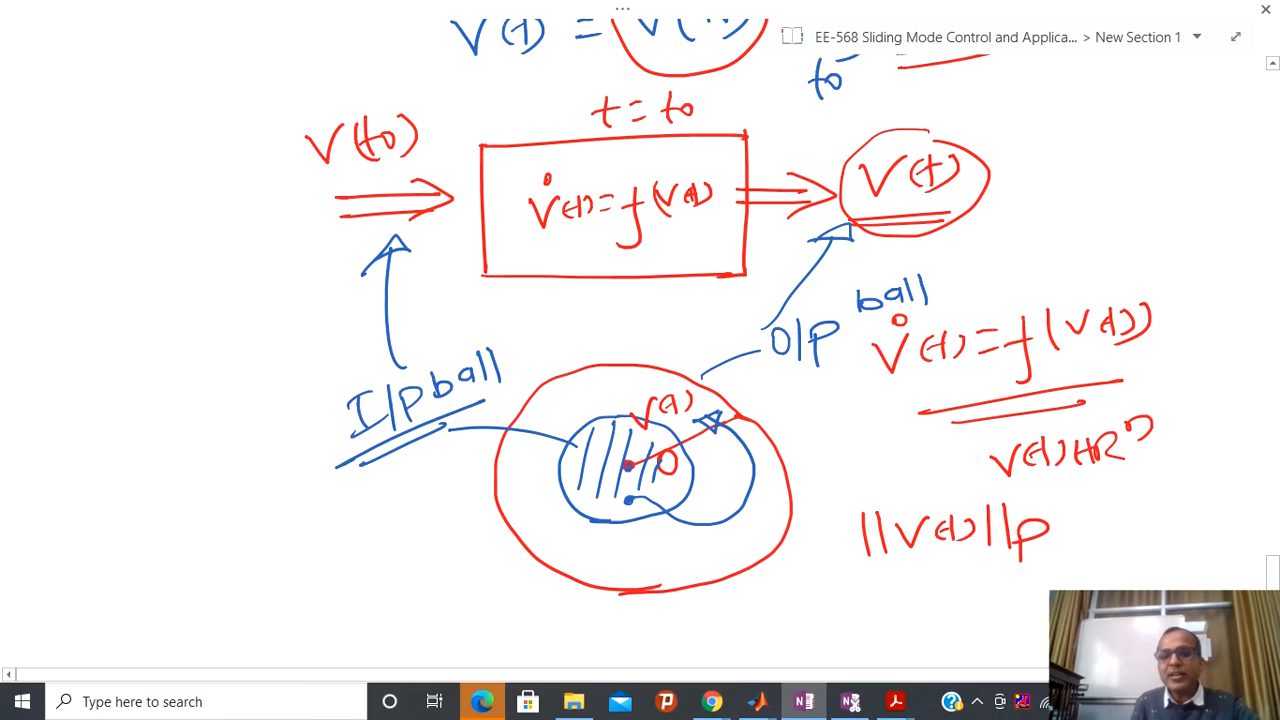 EE-568 Sliding Mode Control and Applica... > New Section 1
V(t) =
to
t = to
V(to)
V̇(t) = f(V(t))
V(t)
ball
O/p
V̇(t) = f(V(t))
I/p ball
V(t)
0
||V(t)||p
Type here to search